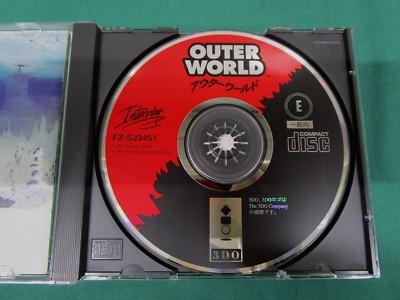 OUTER
WORLD
アウターワールド
Interplay
FZ-SJ3451
E
一般向
COMPACT
disc
3DO、3DOロゴは
The 3DO Company
の商標です。
3DO